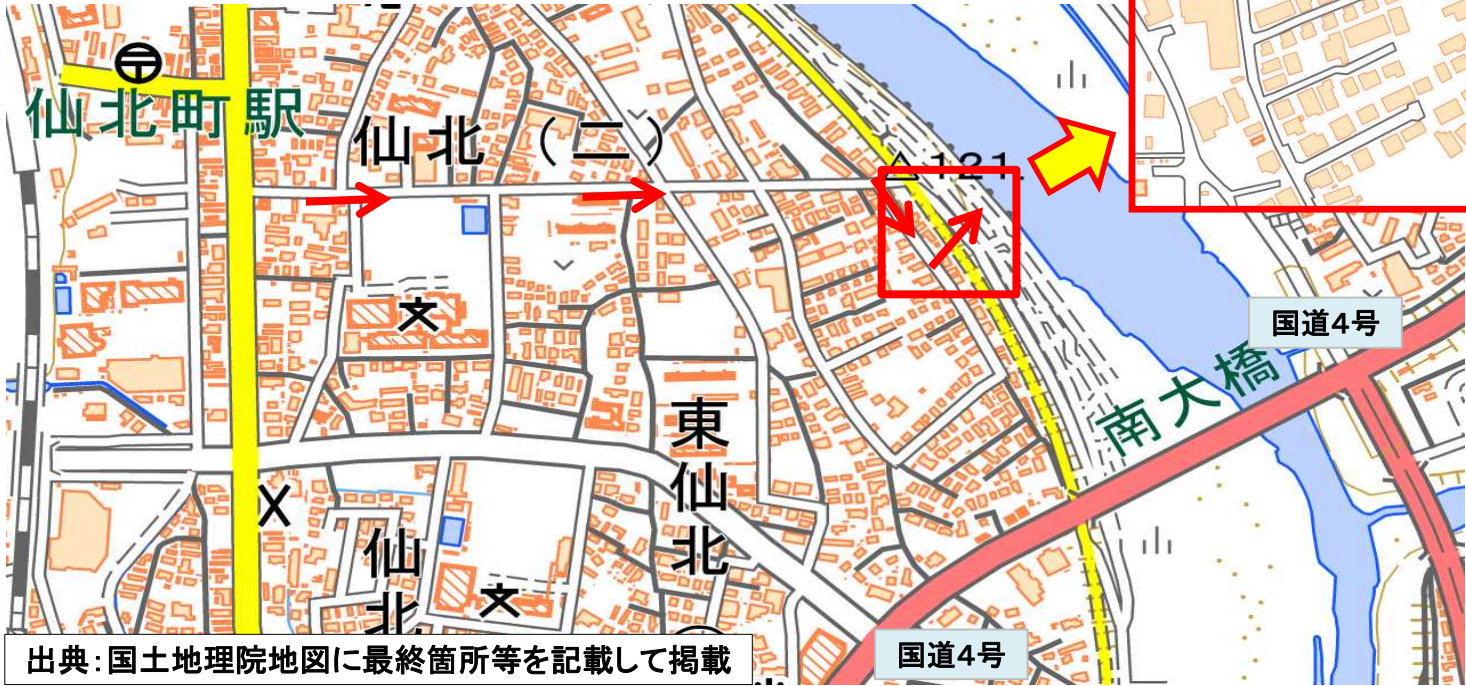 仙北町駅
仙北(二)
△121.
国道4号
南大橋
東仙北
仙北
国道4号
出典:国土地理院地図に最終箇所等を記載して掲載